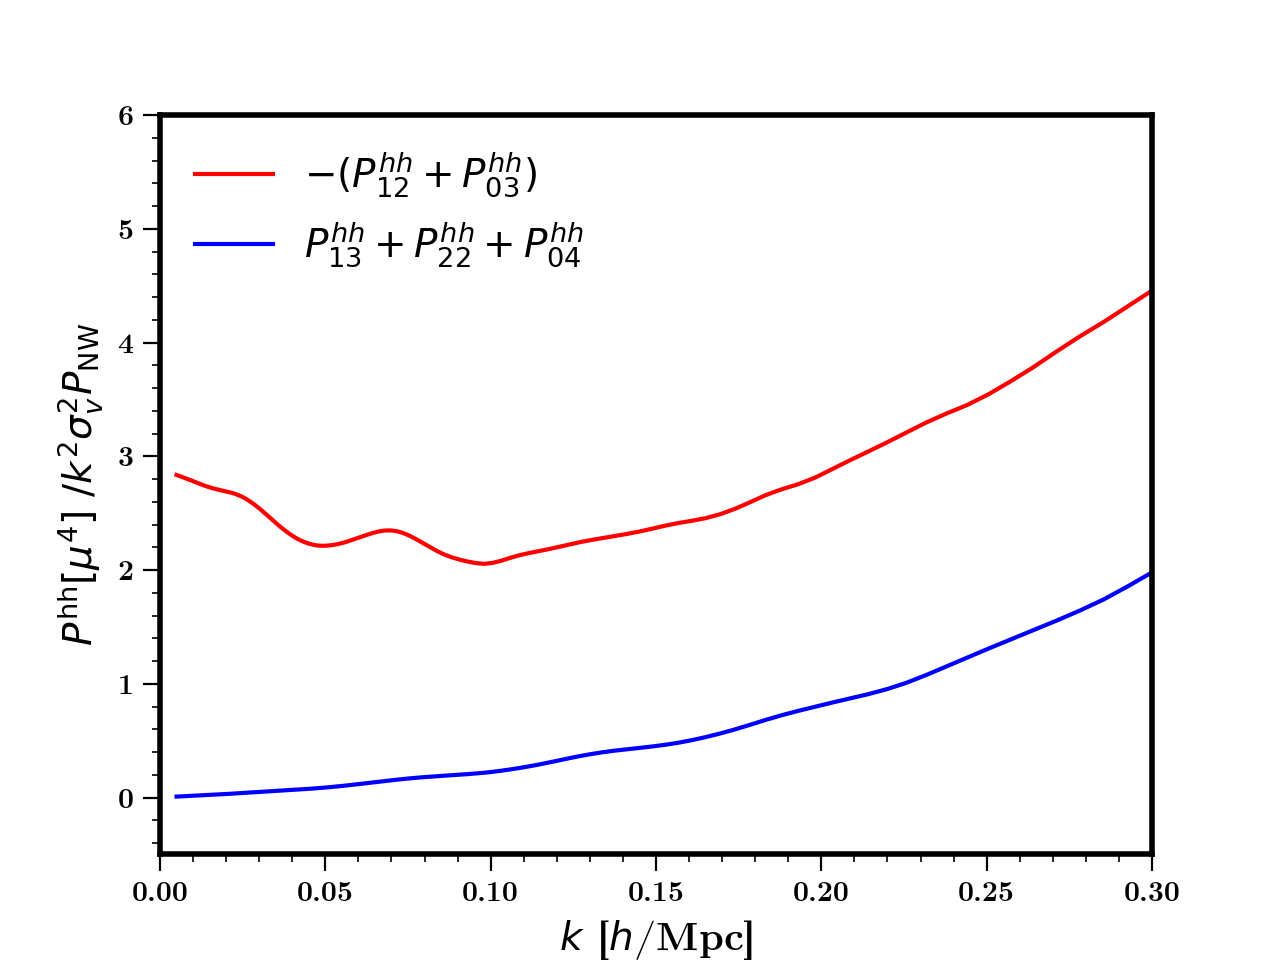 −(P^{hh}_{12} + P^{hh}_{03})
P^{hh}_{13} + P^{hh}_{22} + P^{hh}_{04}
P^{hh}[μ^4] /k^2σ_v^2P_{NW}
6
5
4
3
2
1
0
0.00 0.05 0.10 0.15 0.20 0.25 0.30
k [h/Mpc]